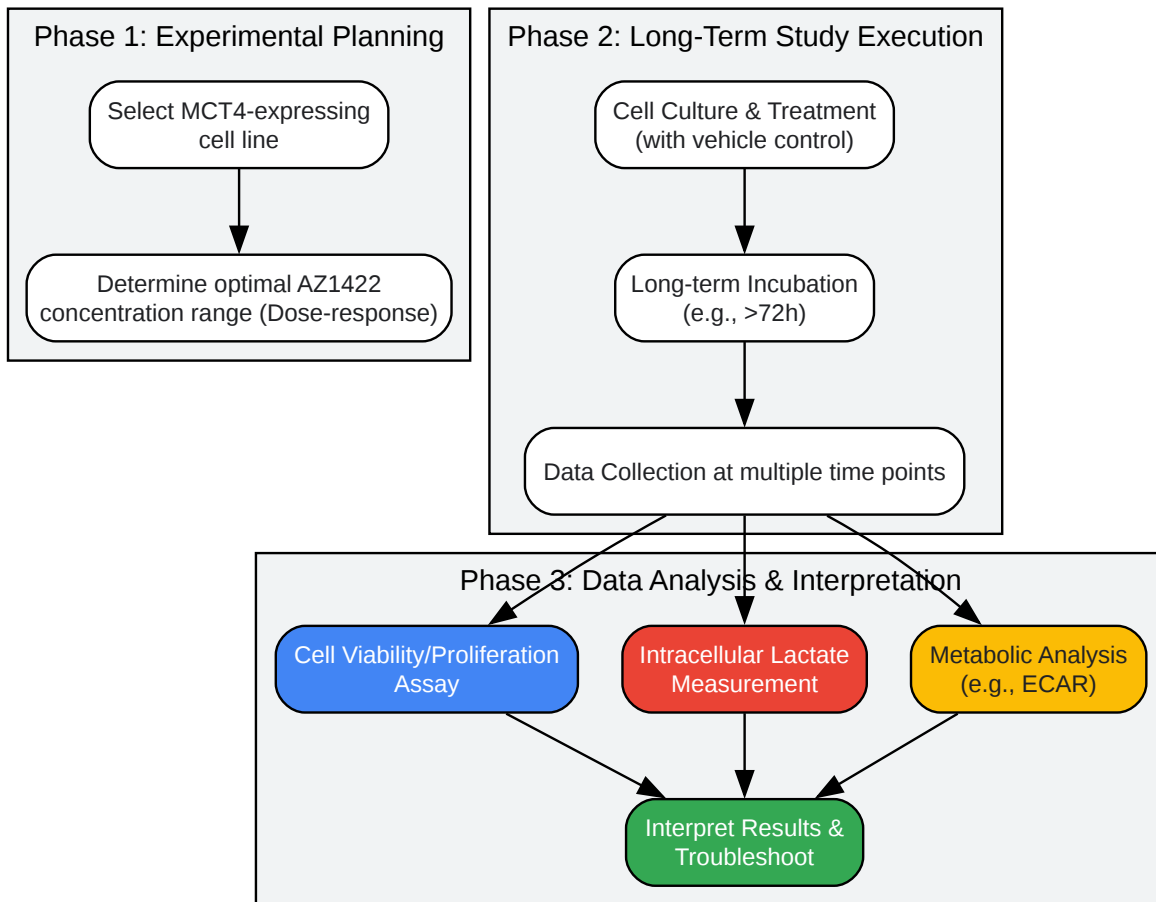 Phase 1: Experimental Planning
Select MCT4-expressing
cell line
Determine optimal AZ1422
concentration range (Dose-response)
Phase 2: Long-Term Study Execution
Cell Culture & Treatment
(with vehicle control)
Long-term Incubation
(e.g., >72h)
Data Collection at multiple time points
Phase 3: Data Analysis & Interpretation
Cell Viability/Proliferation
Assay
Intracellular Lactate
Measurement
Metabolic Analysis
(e.g., ECAR)
Interpret Results &
Troubleshoot